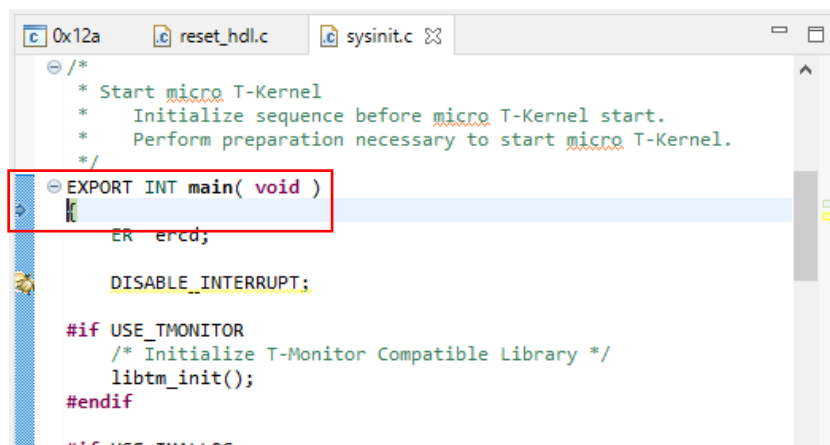 0x12a reset_hdl.c sysinit.c
/*
* Start micro T-Kernel
* Initialize sequence before micro T-Kernel start.
* Perform preparation necessary to start micro T-Kernel.
*/
EXPORT INT main( void )
{
ER ercd;
DISABLE_INTERRUPT;
#if USE_TMONITOR
/* Initialize T-Monitor Compatible Library */
libtm_init();
#endif